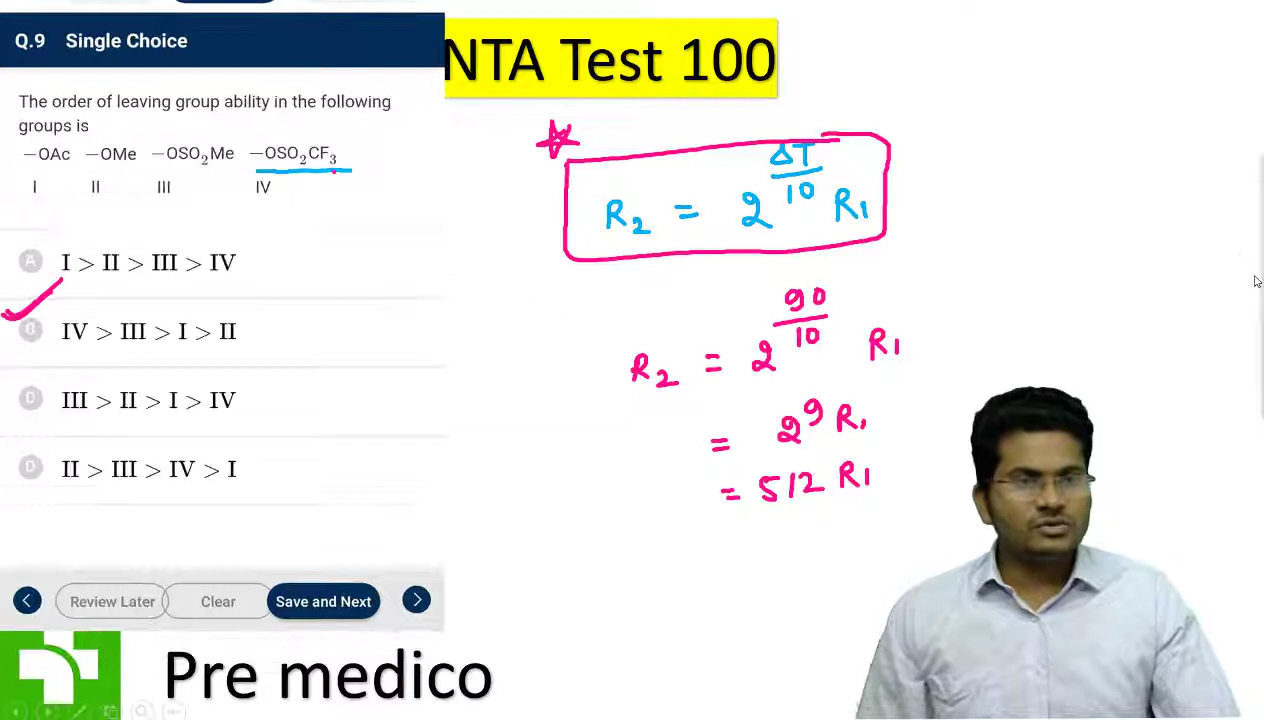 Q.9 Single Choice
NTA Test 100
The order of leaving group ability in the following
groups is
−OAc −OMe −OSO₂Me −OSO₂CF₃
I II III IV
A I > II > III > IV
B IV > III > I > II
D III > II > I > IV
D II > III > IV > I
R₂ = 2^(ΔT/10) R₁
R₂ = 2^(90/10) R₁
= 2⁹ R₁
= 512 R₁
Review Later Clear Save and Next
Pre medico